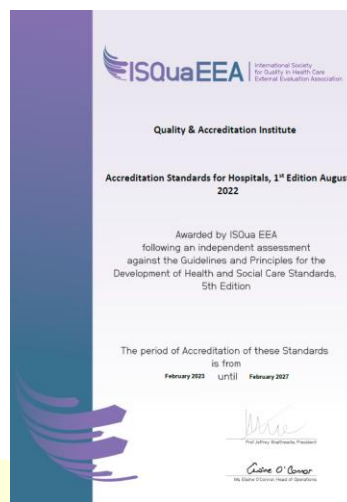 ISQuaEEA
International Society
for Quality in Health Care
External Evaluation Association
Quality & Accreditation Institute
Accreditation Standards for Hospitals, 1st Edition Augus
2022
Awarded by ISQua EEA
following an independent assessment
against the Guidelines and Principles for the
Development of Health and Social Care Standards,
5th Edition
The period of Accreditation of these Standards
is from
February 2023 until February 2027
Prof Jeffrey Braithwaite, President
Elaine O'Connor
Ms Elaine O'Connor, Head of Operations